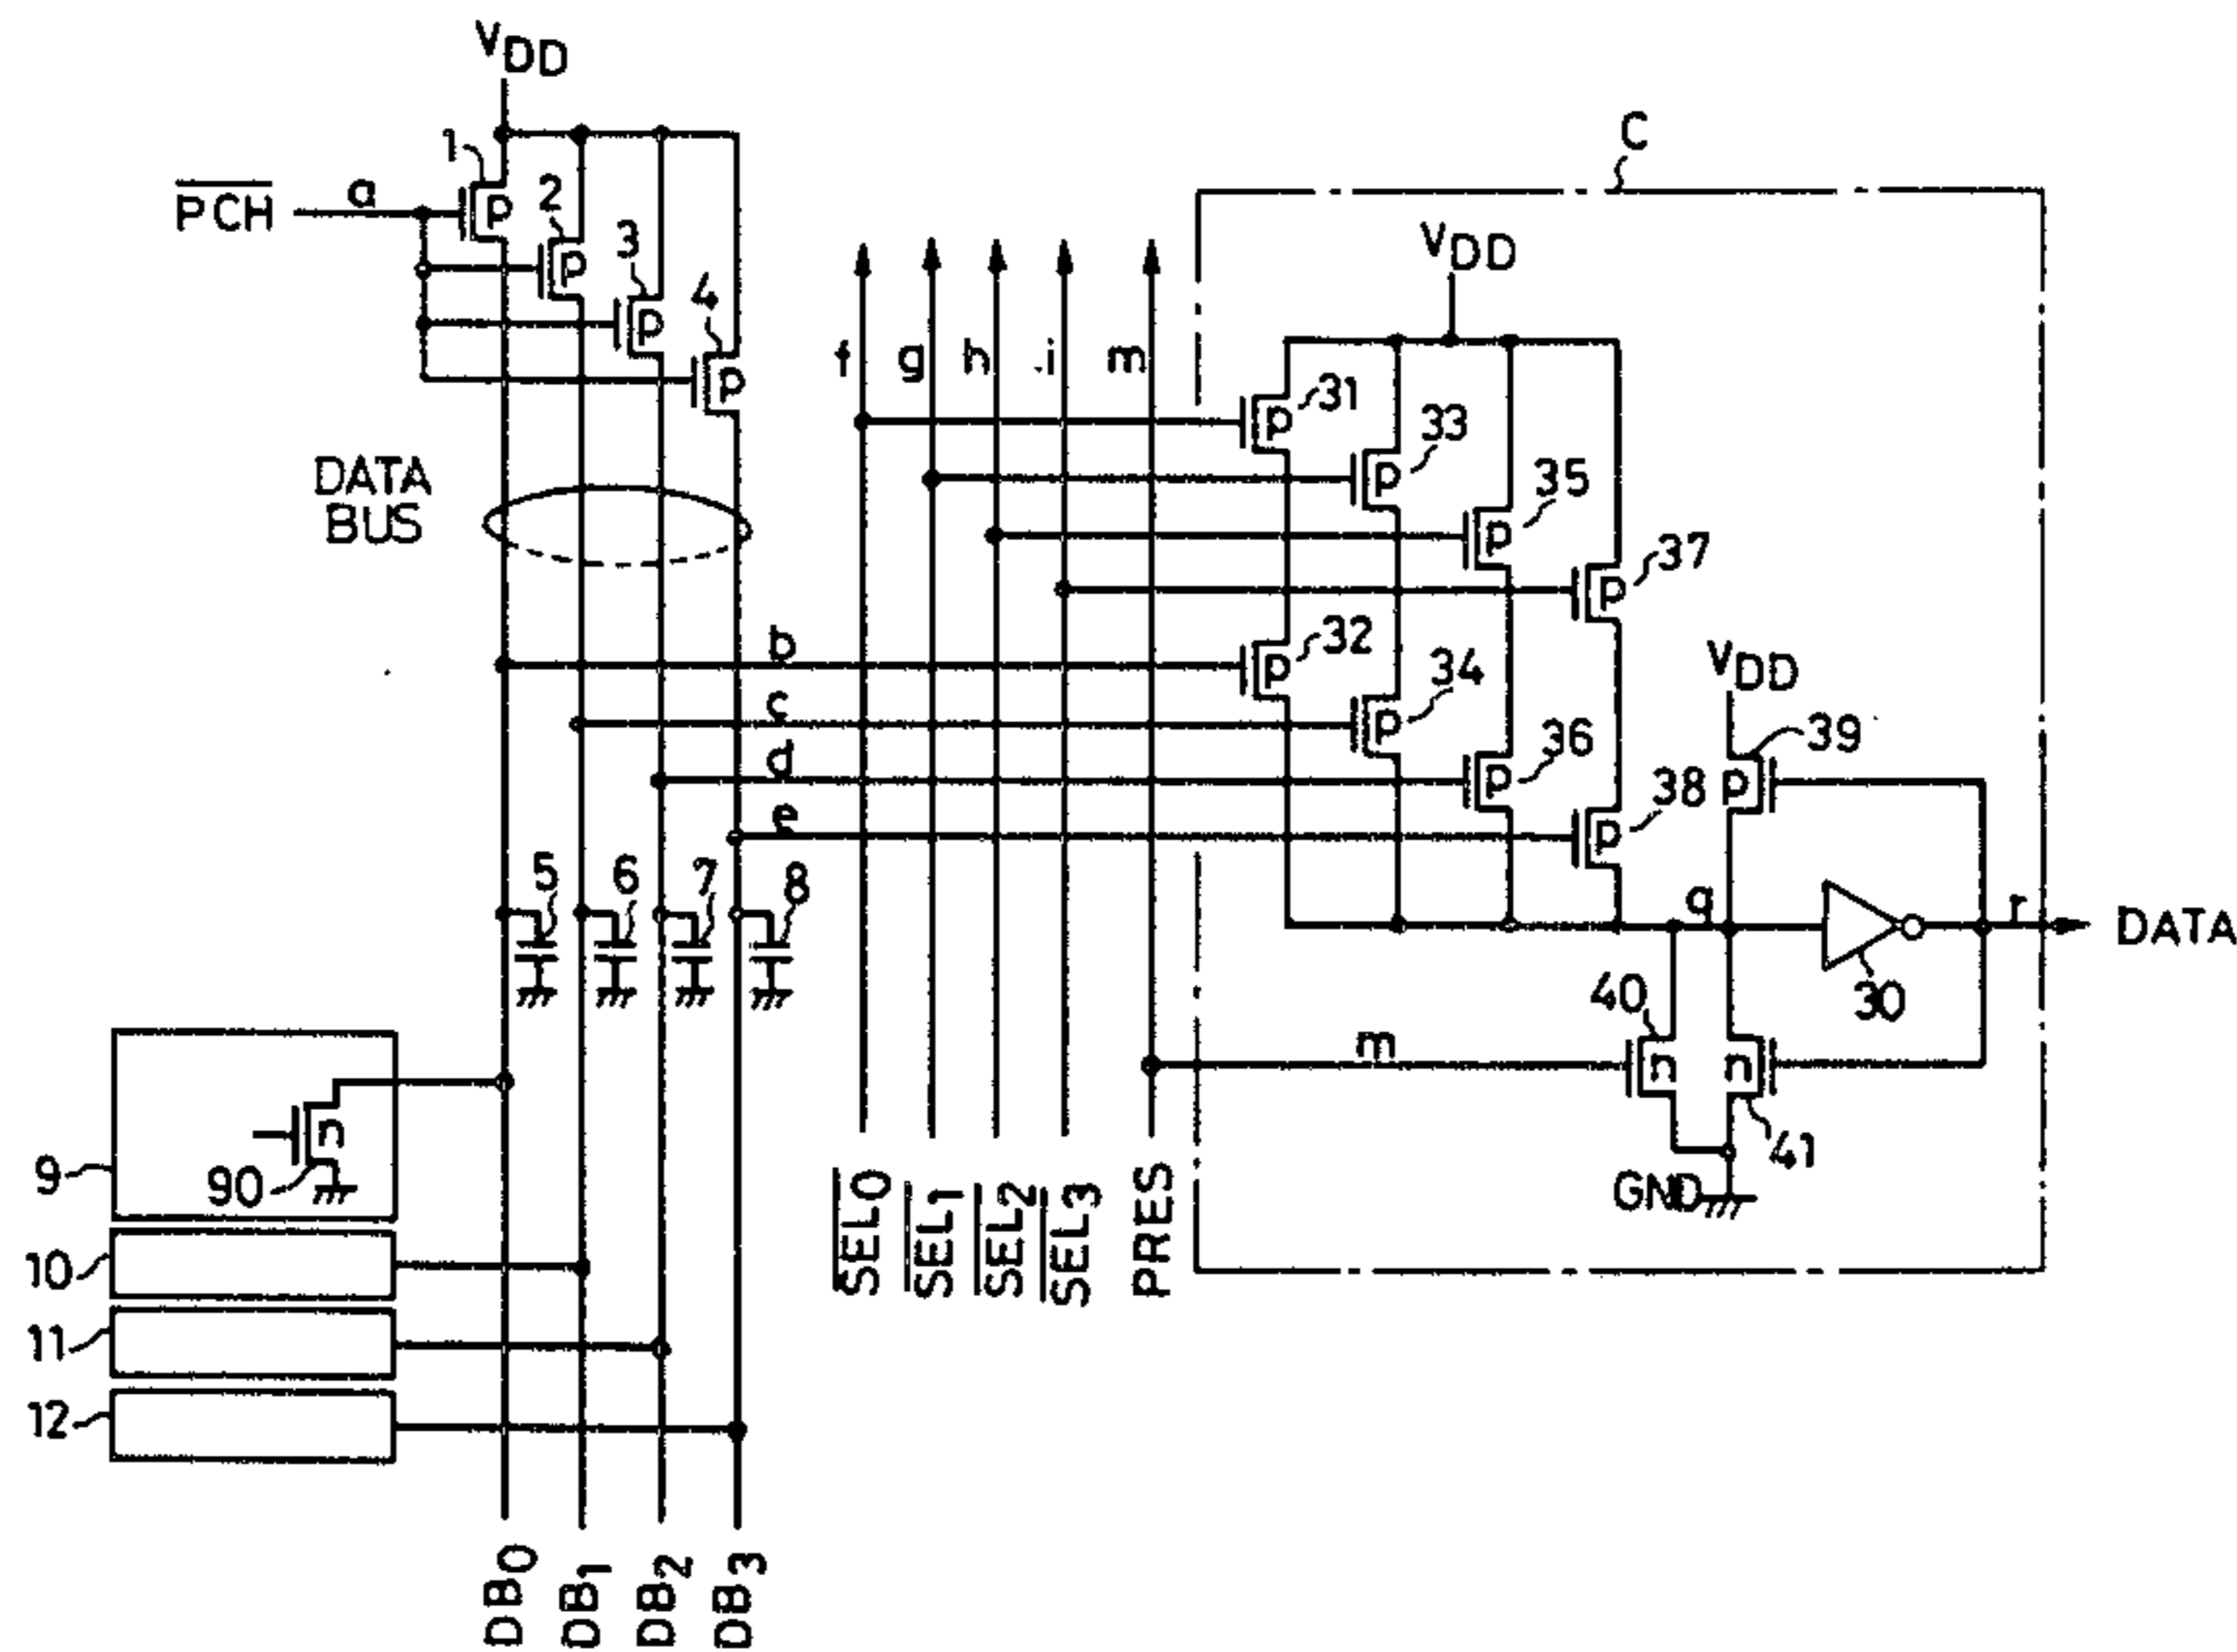 VDD
1
PCH
a
2
3
4
C
VDD
f
g
h
i
m
31
33
DATA
BUS
35
37
b
32
34
VDD
c
39
d
36
38
e
5
6
7
8
q
r
DATA
40
30
m
90
9
41
GND
10
11
12
SEL0
SEL1
SEL2
SEL3
PRES
DB0
DB1
DB2
DB3
p
p
p
p
p
p
p
p
p
p
p
p
p
n
n
n